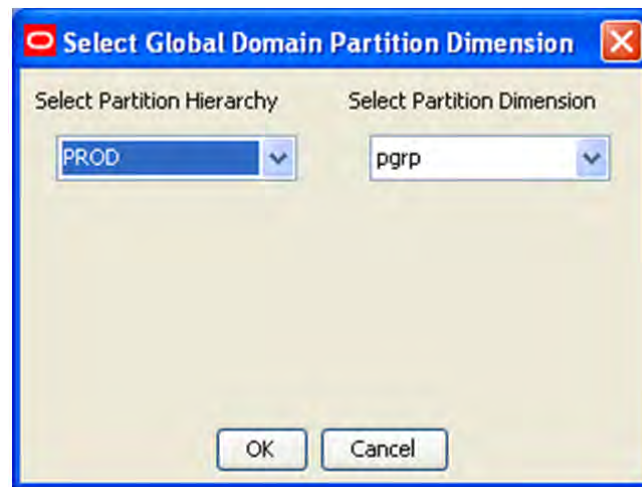 Select Global Domain Partition Dimension
Select Partition Hierarchy Select Partition Dimension
PROD pgrp
OK Cancel